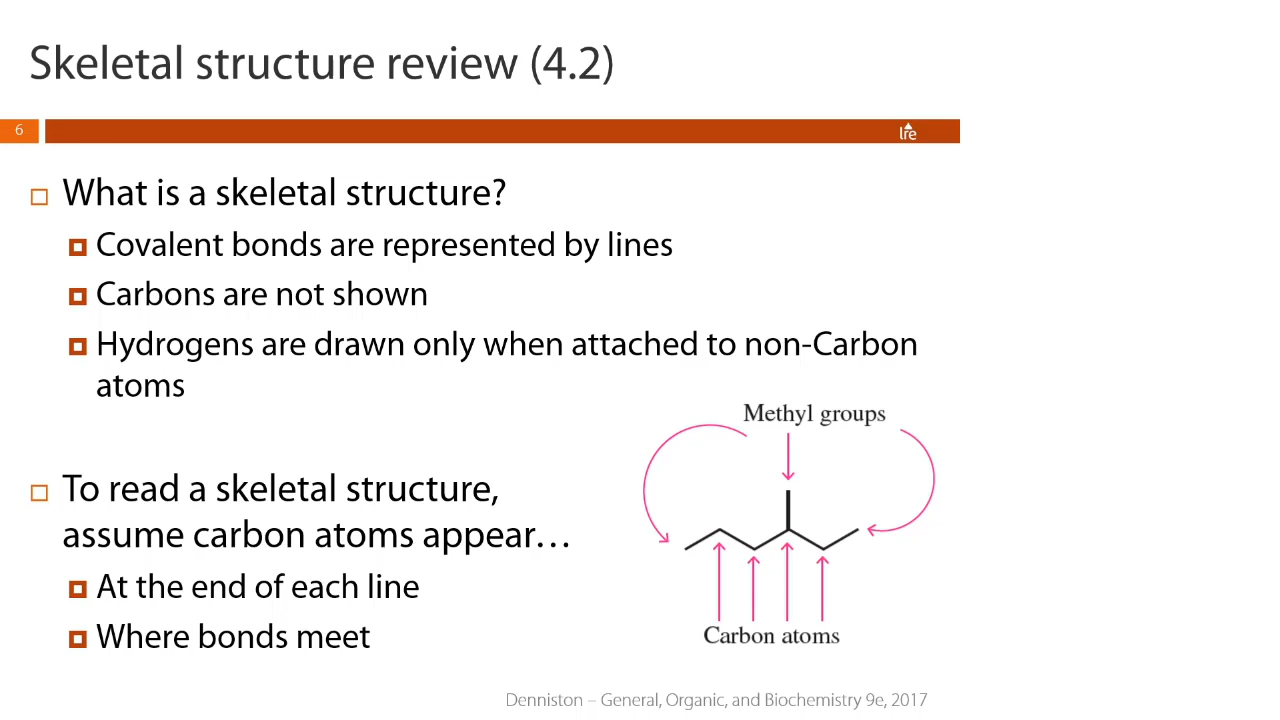 Skeletal structure review (4.2)
6
lre
What is a skeletal structure?
Covalent bonds are represented by lines
Carbons are not shown
Hydrogens are drawn only when attached to non-Carbon
atoms
Methyl groups
To read a skeletal structure,
assume carbon atoms appear…
At the end of each line
Where bonds meet
Carbon atoms
Denniston – General, Organic, and Biochemistry 9e, 2017